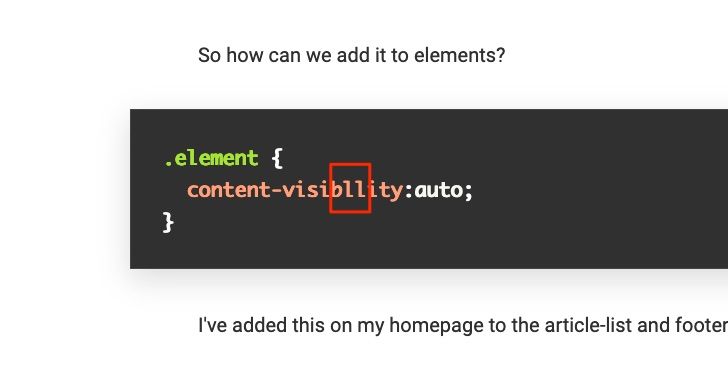 So how can we add it to elements?
.element {
  content-visibllity:auto;
}
I've added this on my homepage to the article-list and footer